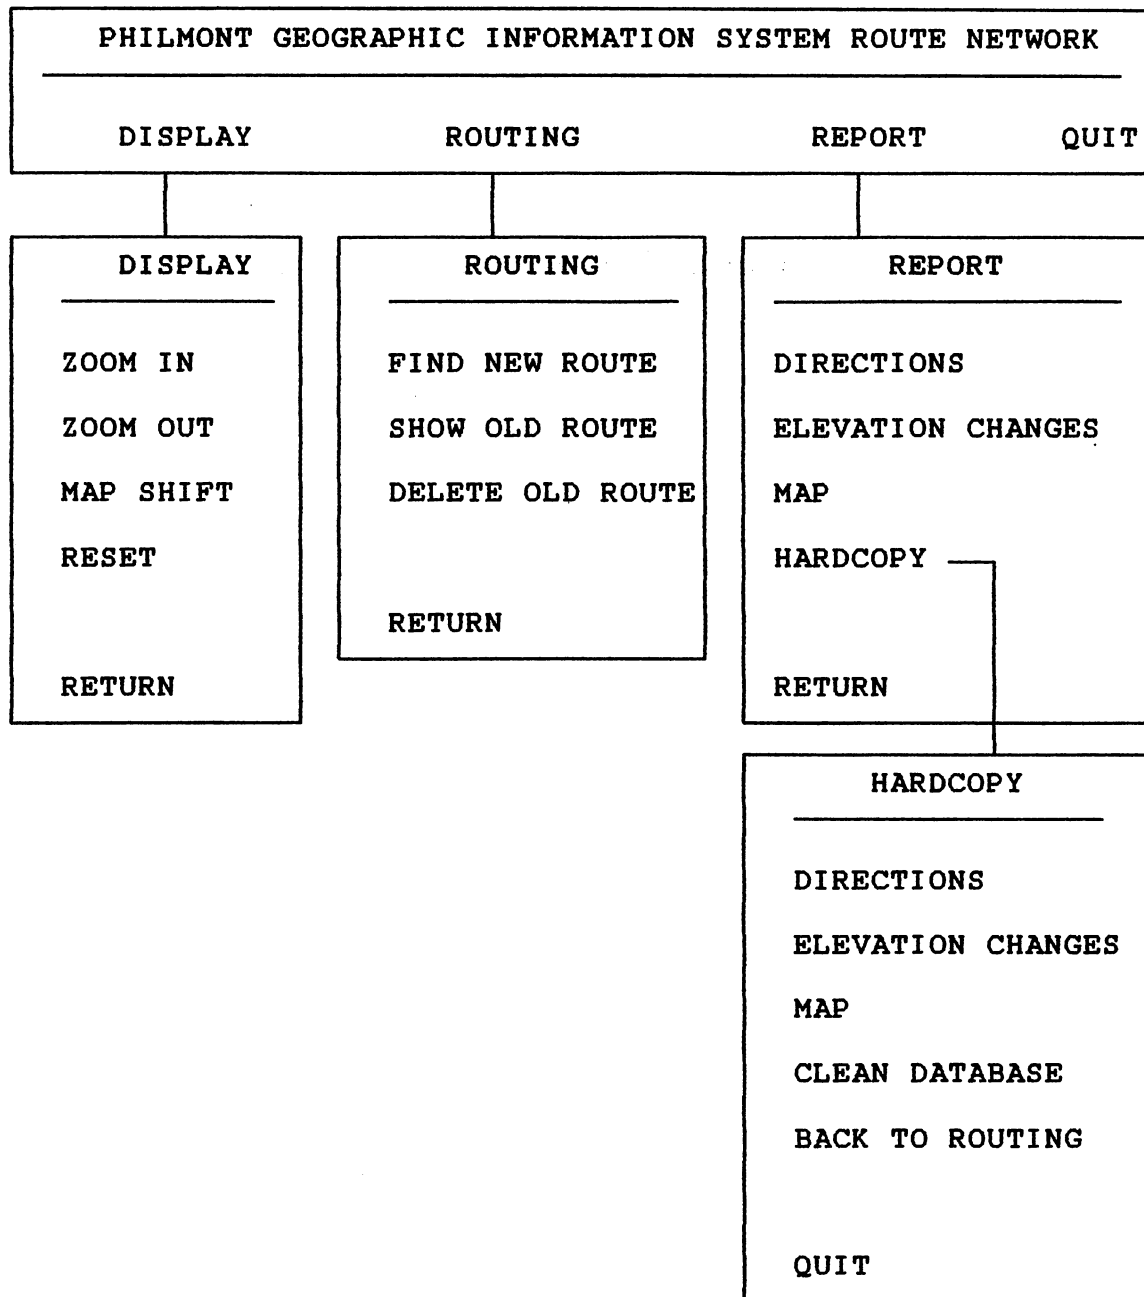 PHILMONT GEOGRAPHIC INFORMATION SYSTEM ROUTE NETWORK
DISPLAY ROUTING REPORT QUIT
DISPLAY
ZOOM IN
ZOOM OUT
MAP SHIFT
RESET
RETURN
ROUTING
FIND NEW ROUTE
SHOW OLD ROUTE
DELETE OLD ROUTE
RETURN
REPORT
DIRECTIONS
ELEVATION CHANGES
MAP
HARDCOPY
RETURN
HARDCOPY
DIRECTIONS
ELEVATION CHANGES
MAP
CLEAN DATABASE
BACK TO ROUTING
QUIT